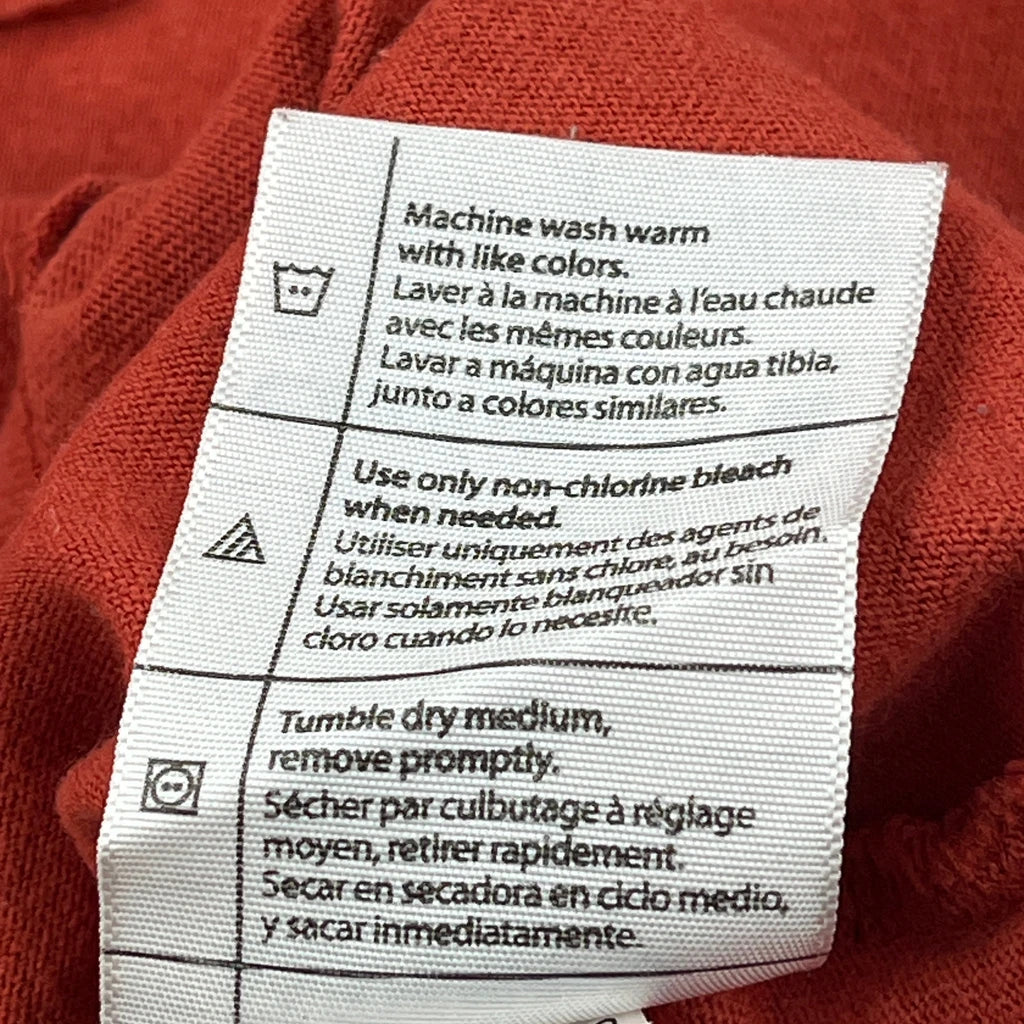 Machine wash warm
with like colors.
Laver à la machine à l'eau chaude
avec les mêmes couleurs.
Lavar a máquina con agua tibia,
junto a colores similares.
Use only non-chlorine bleach
when needed.
Utiliser uniquement des agents de
blanchiment sans chlore, au besoin.
Usar solamente blanqueador sin
cloro cuando lo necesite.
Tumble dry medium,
remove promptly.
Sécher par culbutage à réglage
moyen, retirer rapidement.
Secar en secadora en ciclo medio,
y sacar inmediatamente.